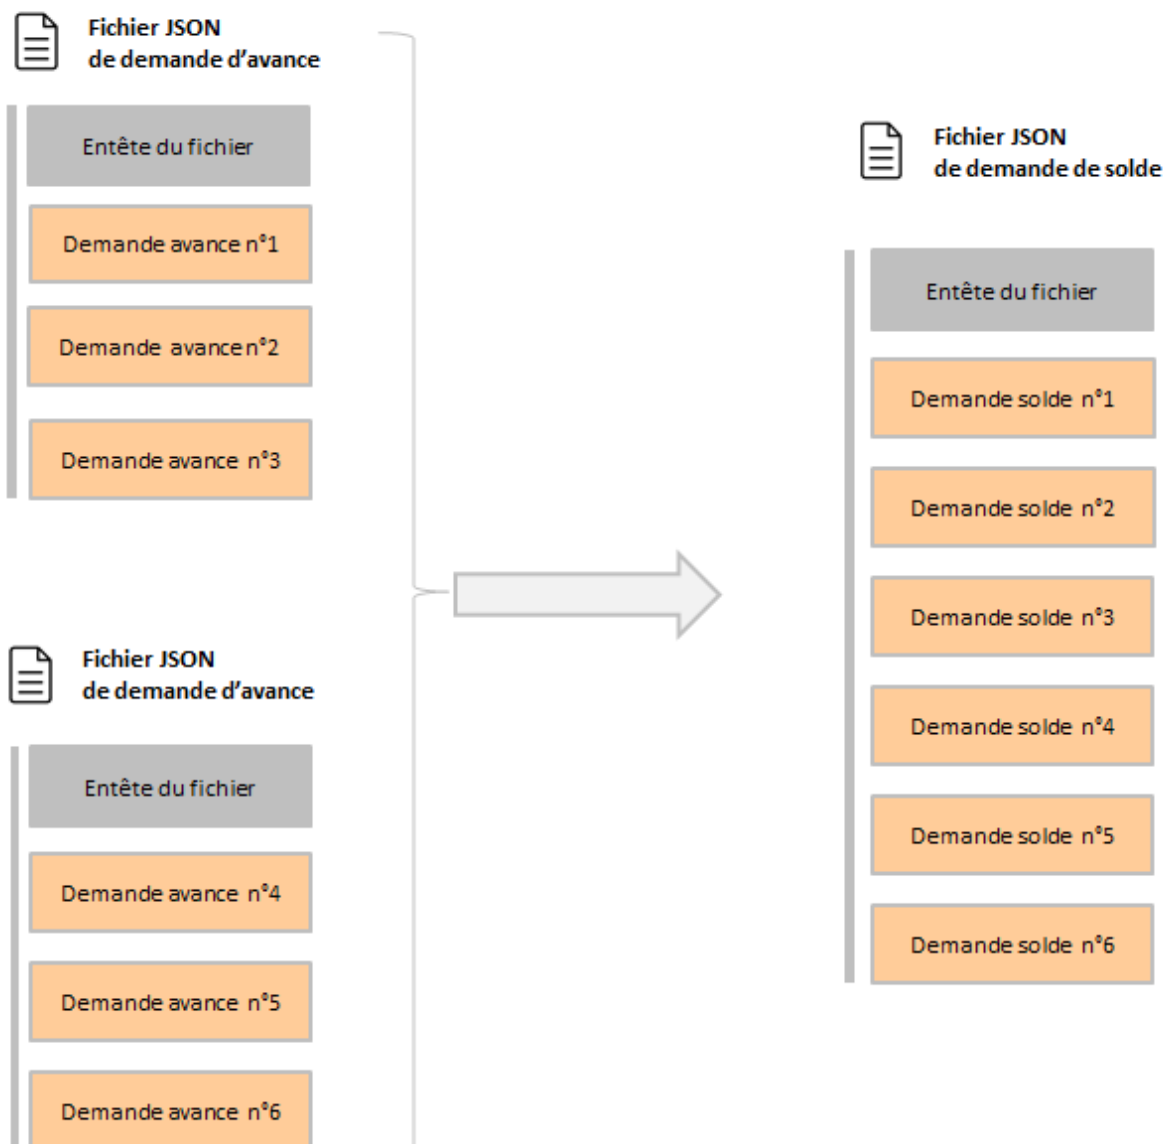 Fichier JSON
de demande d’avance
Entête du fichier
Demande avance n°1
Demande avance n°2
Demande avance n°3
Fichier JSON
de demande d’avance
Entête du fichier
Demande avance n°4
Demande avance n°5
Demande avance n°6
Fichier JSON
de demande de solde
Entête du fichier
Demande solde n°1
Demande solde n°2
Demande solde n°3
Demande solde n°4
Demande solde n°5
Demande solde n°6